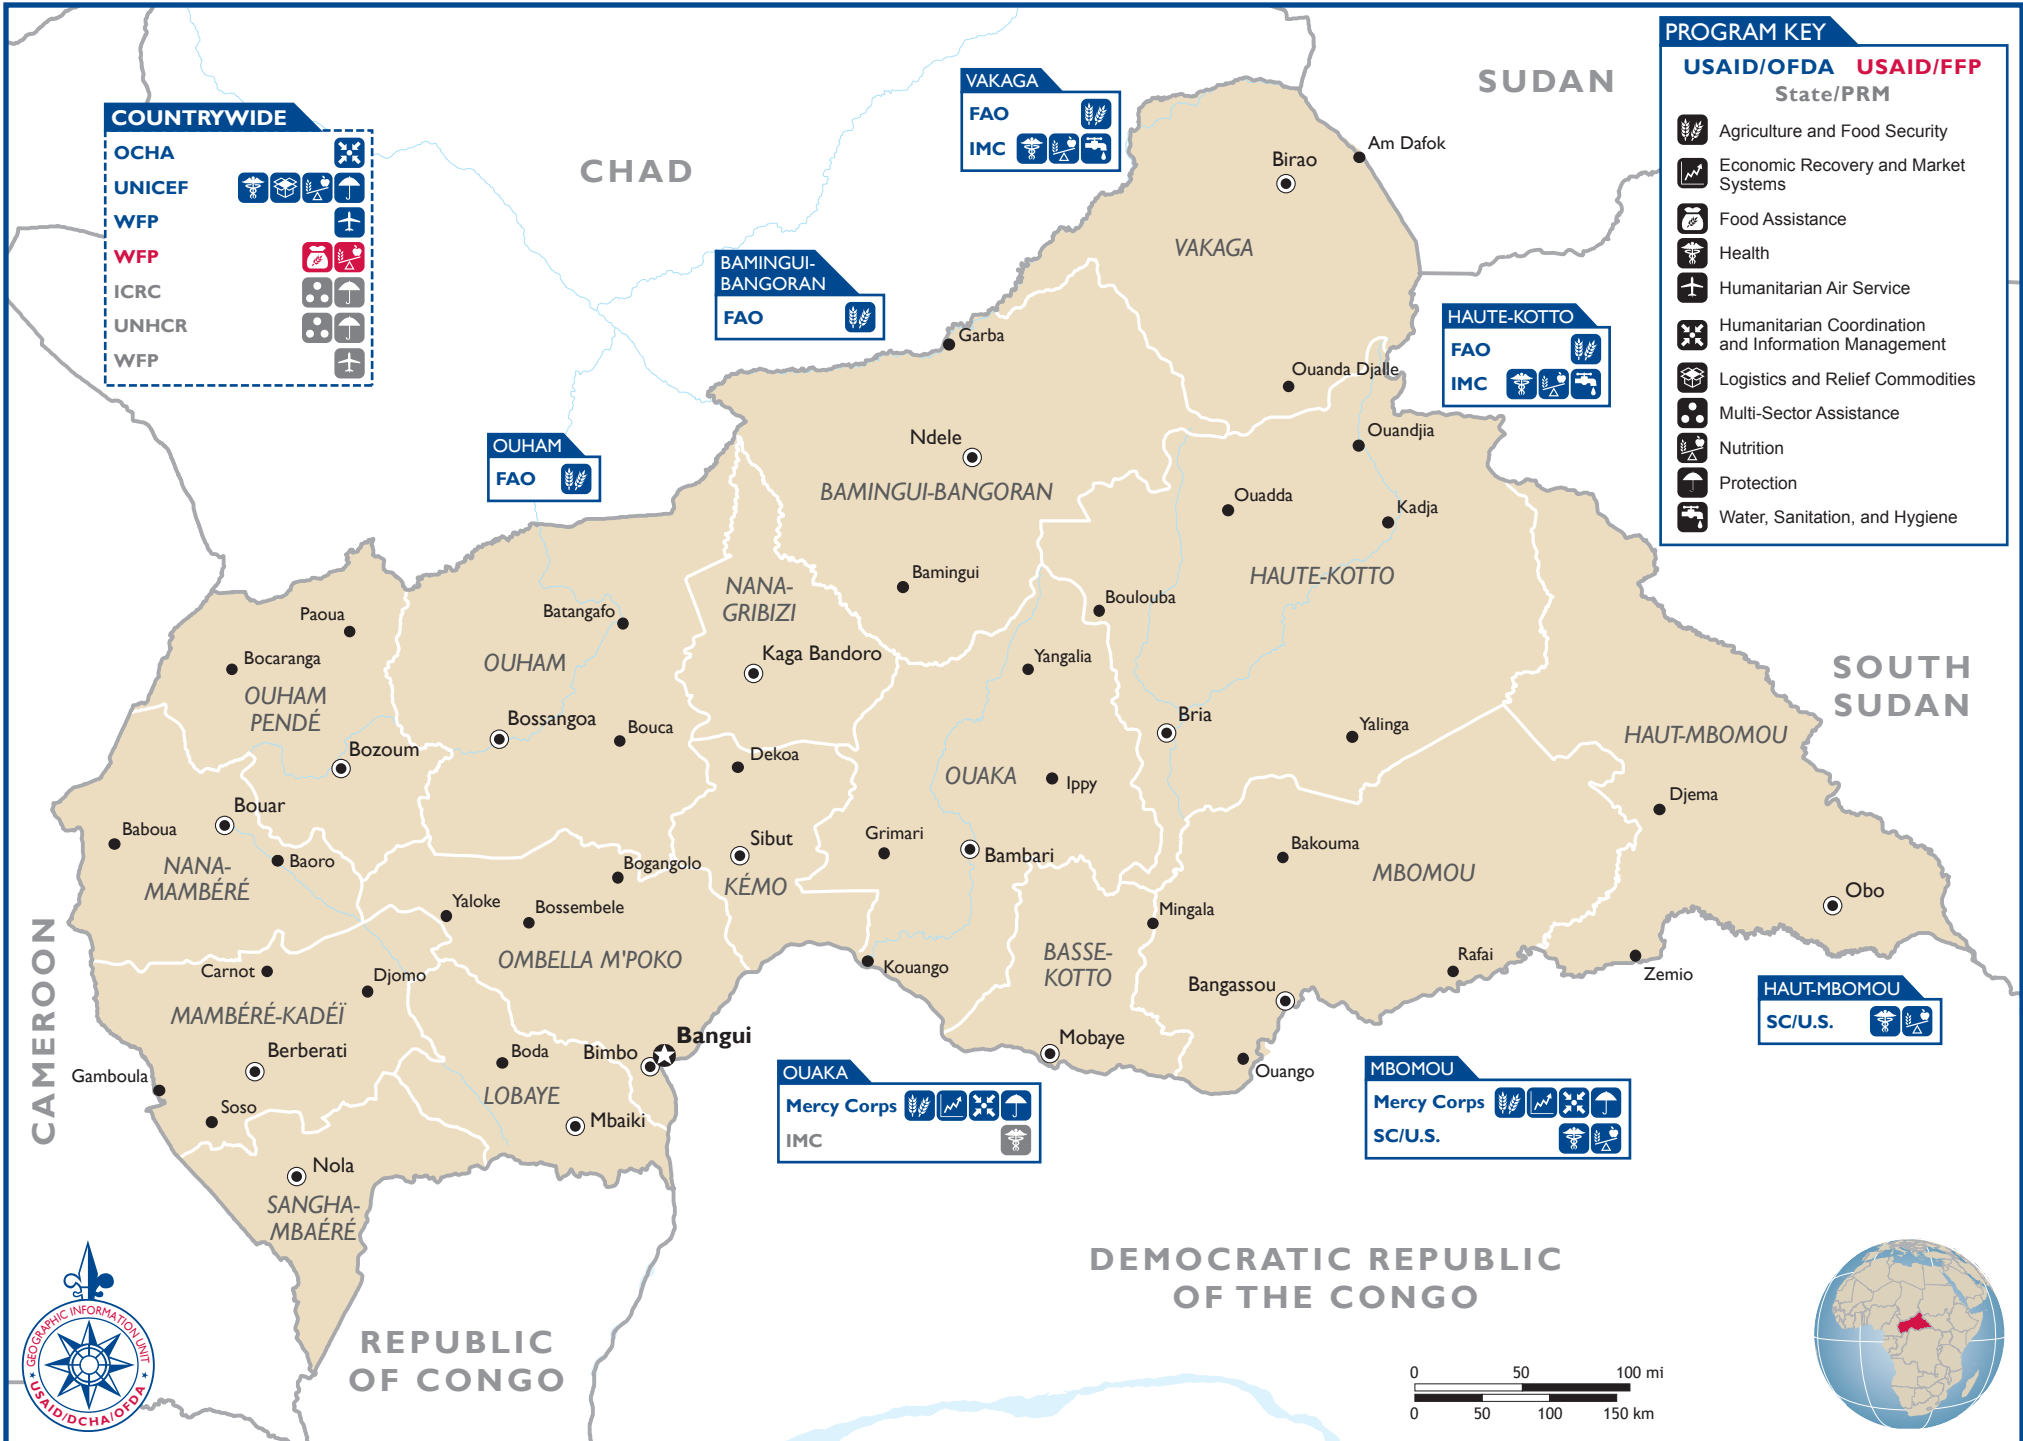 PROGRAM KEY
USAID/OFDA USAID/FFP
State/PRM
Agriculture and Food Security
Economic Recovery and Market
Systems
Food Assistance
Health
Humanitarian Air Service
Humanitarian Coordination
and Information Management
Logistics and Relief Commodities
Multi-Sector Assistance
Nutrition
Protection
Water, Sanitation, and Hygiene
COUNTRYWIDE
OCHA
UNICEF
WFP
WFP
ICRC
UNHCR
WFP
VAKAGA
FAO
IMC
BAMINGUI-
BANGORAN
FAO
HAUTE-KOTTO
FAO
IMC
OUHAM
FAO
OUAKA
Mercy Corps
IMC
MBOMOU
Mercy Corps
SC/U.S.
HAUT-MBOMOU
SC/U.S.
SUDAN
CHAD
SOUTH
SUDAN
CAMEROON
DEMOCRATIC REPUBLIC
OF THE CONGO
REPUBLIC
OF CONGO
Am Dafok
Birao
VAKAGA
Garba
Ouanda Djalle
Ouandjia
Ndele
BAMINGUI-BANGORAN
Ouadda
Kadja
HAUTE-KOTTO
Bamingui
NANA-
GRIBIZI
Boulouba
Paoua
Batangafo
Bocaranga
OUHAM
Kaga Bandoro
Yangalia
OUHAM
PENDÉ
Bossangoa
Bouca
Bria
Yalinga
HAUT-MBOMOU
Bozoum
Dekoa
OUAKA
Ippy
Djema
Bouar
Baboua
Baoro
Sibut
Grimari
Bambari
Bakouma
MBOMOU
NANA-
MAMBÉRÉ
Bogangolo
KÉMO
Obo
Yaloke
Bossembele
Mingala
OMBELLA M'POKO
BASSE-
KOTTO
Rafai
Zemio
Carnot
Djomo
Kouango
Bangassou
MAMBÉRÉ-KADÉÏ
Bangui
Mobaye
Berberati
Boda
Bimbo
Ouango
Gamboula
LOBAYE
Soso
Mbaiki
Nola
SANGHA-
MBAÉRÉ
GEOGRAPHIC INFORMATION UNIT
USAID/DCHA/OFDA
0 50 100 mi
0 50 100 150 km